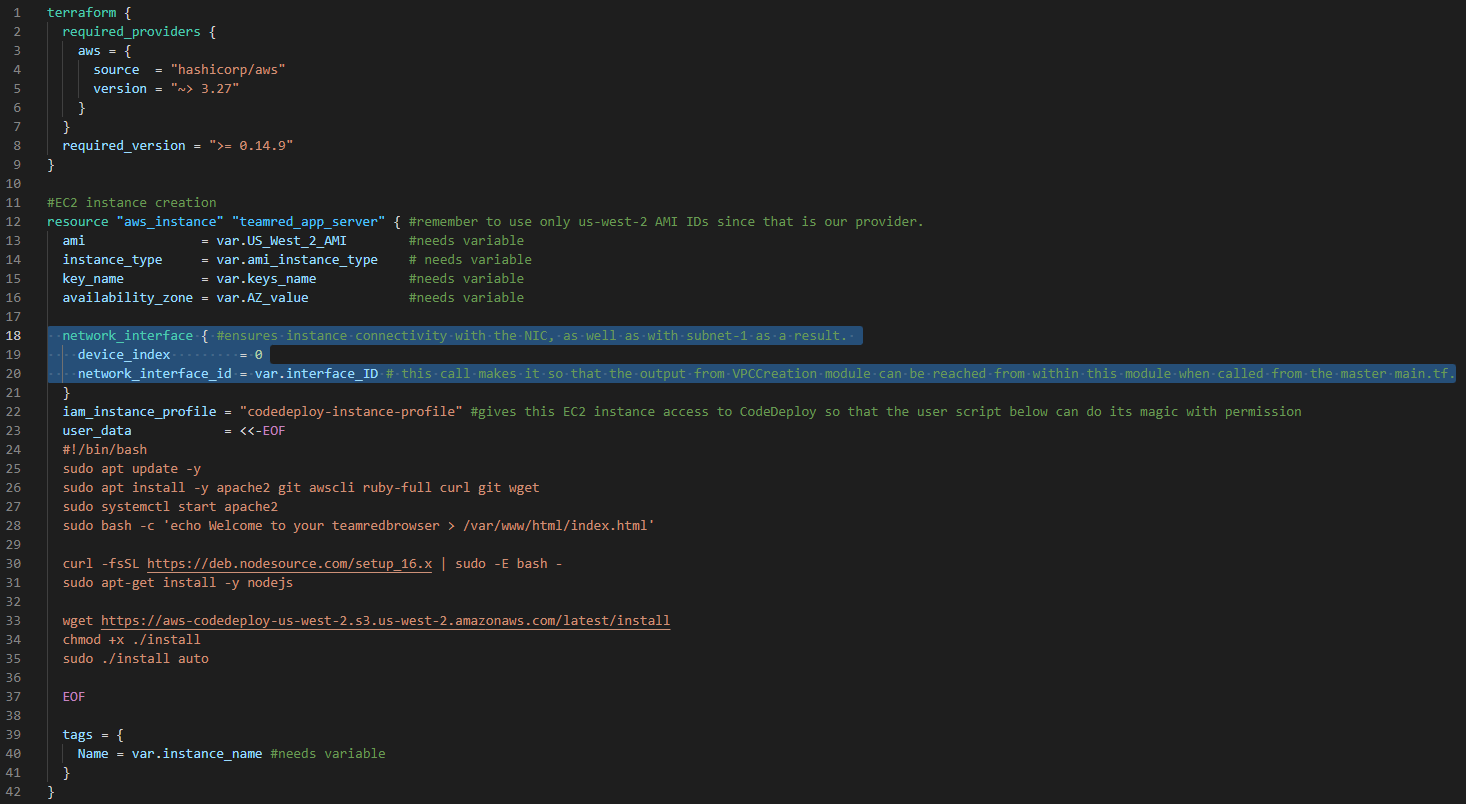 1 terraform {
2   required_providers {
3     aws = {
4       source  = "hashicorp/aws"
5       version = "~> 3.27"
6     }
7   }
8   required_version = ">= 0.14.9"
9 }
10
11 #EC2 instance creation
12 resource "aws_instance" "teamred_app_server" { #remember to use only us-west-2 AMI IDs since that is our provider.
13   ami               = var.US_West_2_AMI        #needs variable
14   instance_type     = var.ami_instance_type    # needs variable
15   key_name          = var.keys_name            #needs variable
16   availability_zone = var.AZ_value             #needs variable
17
18   network_interface { #ensures instance connectivity with the NIC, as well as with subnet-1 as a result.
19     device_index         = 0
20     network_interface_id = var.interface_ID # this call makes it so that the output from VPCCreation module can be reached from within this module when called from the master main.tf.
21   }
22   iam_instance_profile = "codedeploy-instance-profile" #gives this EC2 instance access to CodeDeploy so that the user script below can do its magic with permission
23   user_data            = <<-EOF
24   #!/bin/bash
25   sudo apt update -y
26   sudo apt install -y apache2 git awscli ruby-full curl git wget
27   sudo systemctl start apache2
28   sudo bash -c 'echo Welcome to your teamredbrowser > /var/www/html/index.html'
29
30   curl -fsSL https://deb.nodesource.com/setup_16.x | sudo -E bash -
31   sudo apt-get install -y nodejs
32
33   wget https://aws-codedeploy-us-west-2.s3.us-west-2.amazonaws.com/latest/install
34   chmod +x ./install
35   sudo ./install auto
36
37   EOF
38
39   tags = {
40     Name = var.instance_name #needs variable
41   }
42 }